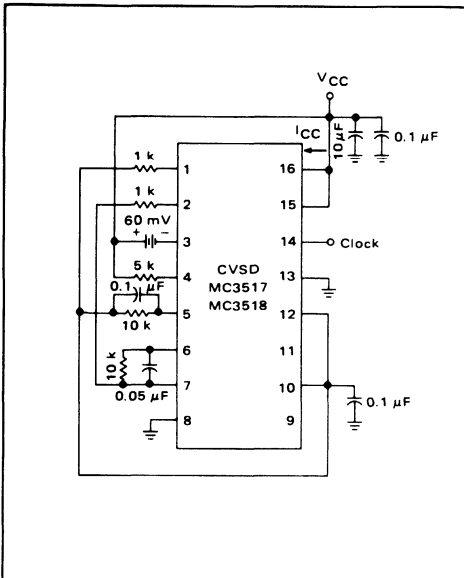 VCC
ICC
10 µF
0.1 µF
1 k
1
16
1 k
2
15
60 mV
+ −
3
14
Clock
5 k
4
CVSD
MC3517
MC3518
13
0.1 µF
5
12
10 k
6
11
10 k
7
10
0.05 µF
0.1 µF
8
9